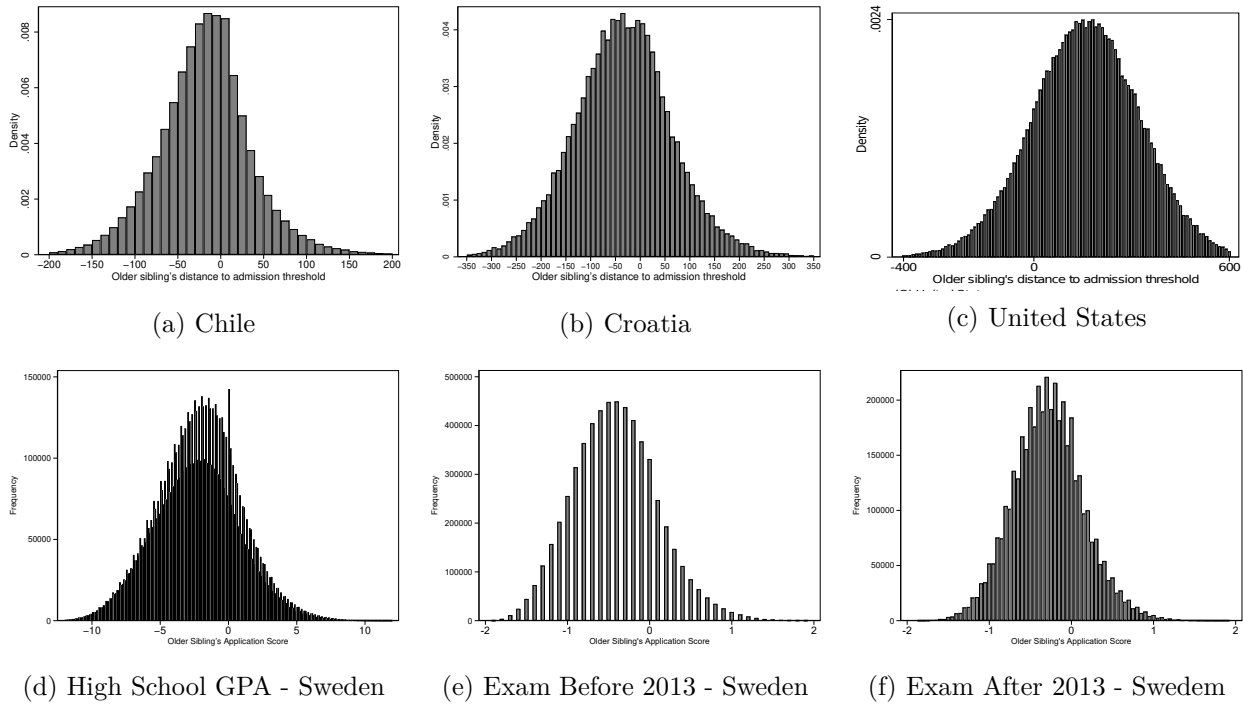 .008
.006
.004
.002
0
Density
−200 −150 −100 −50 0 50 100 150 200
Older sibling's distance to admission threshold
(a) Chile
.004
.003
.002
.001
0
Density
−350 −300 −250 −200 −150 −100 −50 0 50 100 150 200 250 300 350
Older sibling's distance to admission threshold
(b) Croatia
.0024
0
Density
-400 0 600
Older sibling's distance to admission threshold
(c) United States
150000
100000
50000
0
Frequency
-10 -5 0 5 10
Older Sibling's Application Score
(d) High School GPA - Sweden
500000
400000
300000
200000
100000
0
Frequency
-2 -1 0 1 2
Older Sibling's Application Score
(e) Exam Before 2013 - Sweden
200000
150000
100000
50000
0
Frequency
-2 -1 0 1 2
Older Sibling's Application Score
(f) Exam After 2013 - Swedem